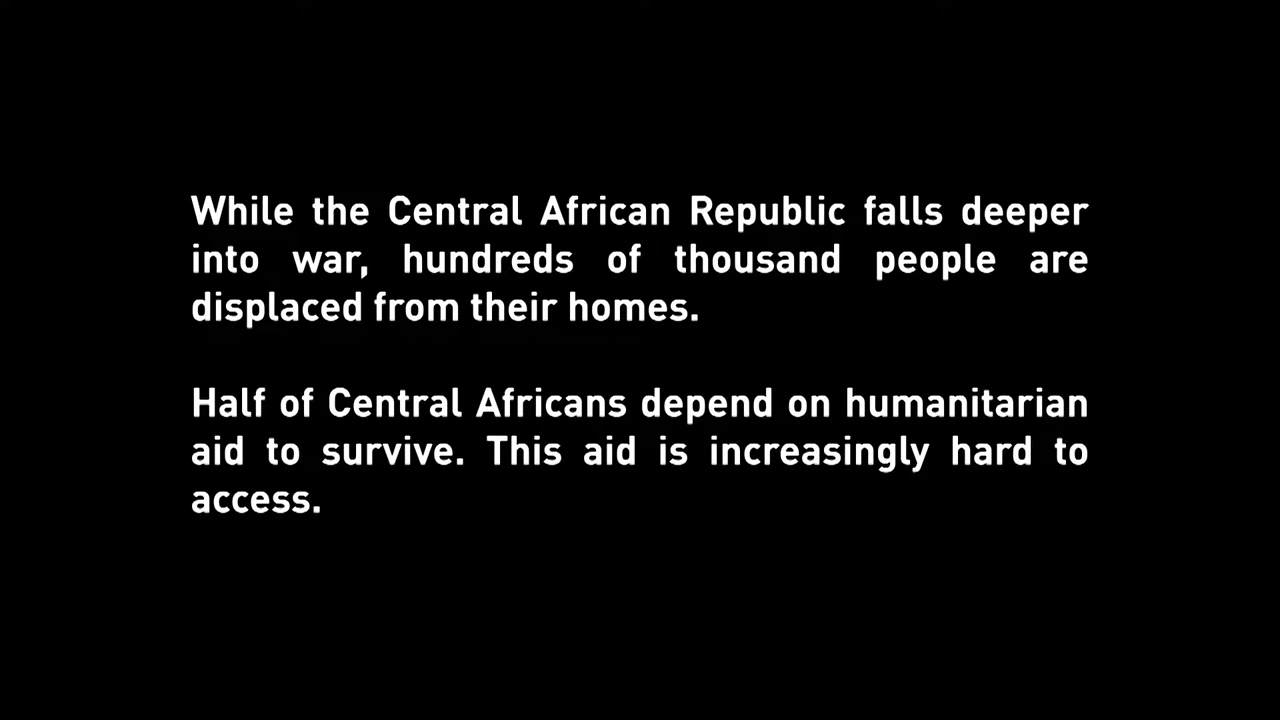 While the Central African Republic falls deeper
into war, hundreds of thousand people are
displaced from their homes.
Half of Central Africans depend on humanitarian
aid to survive. This aid is increasingly hard to
access.